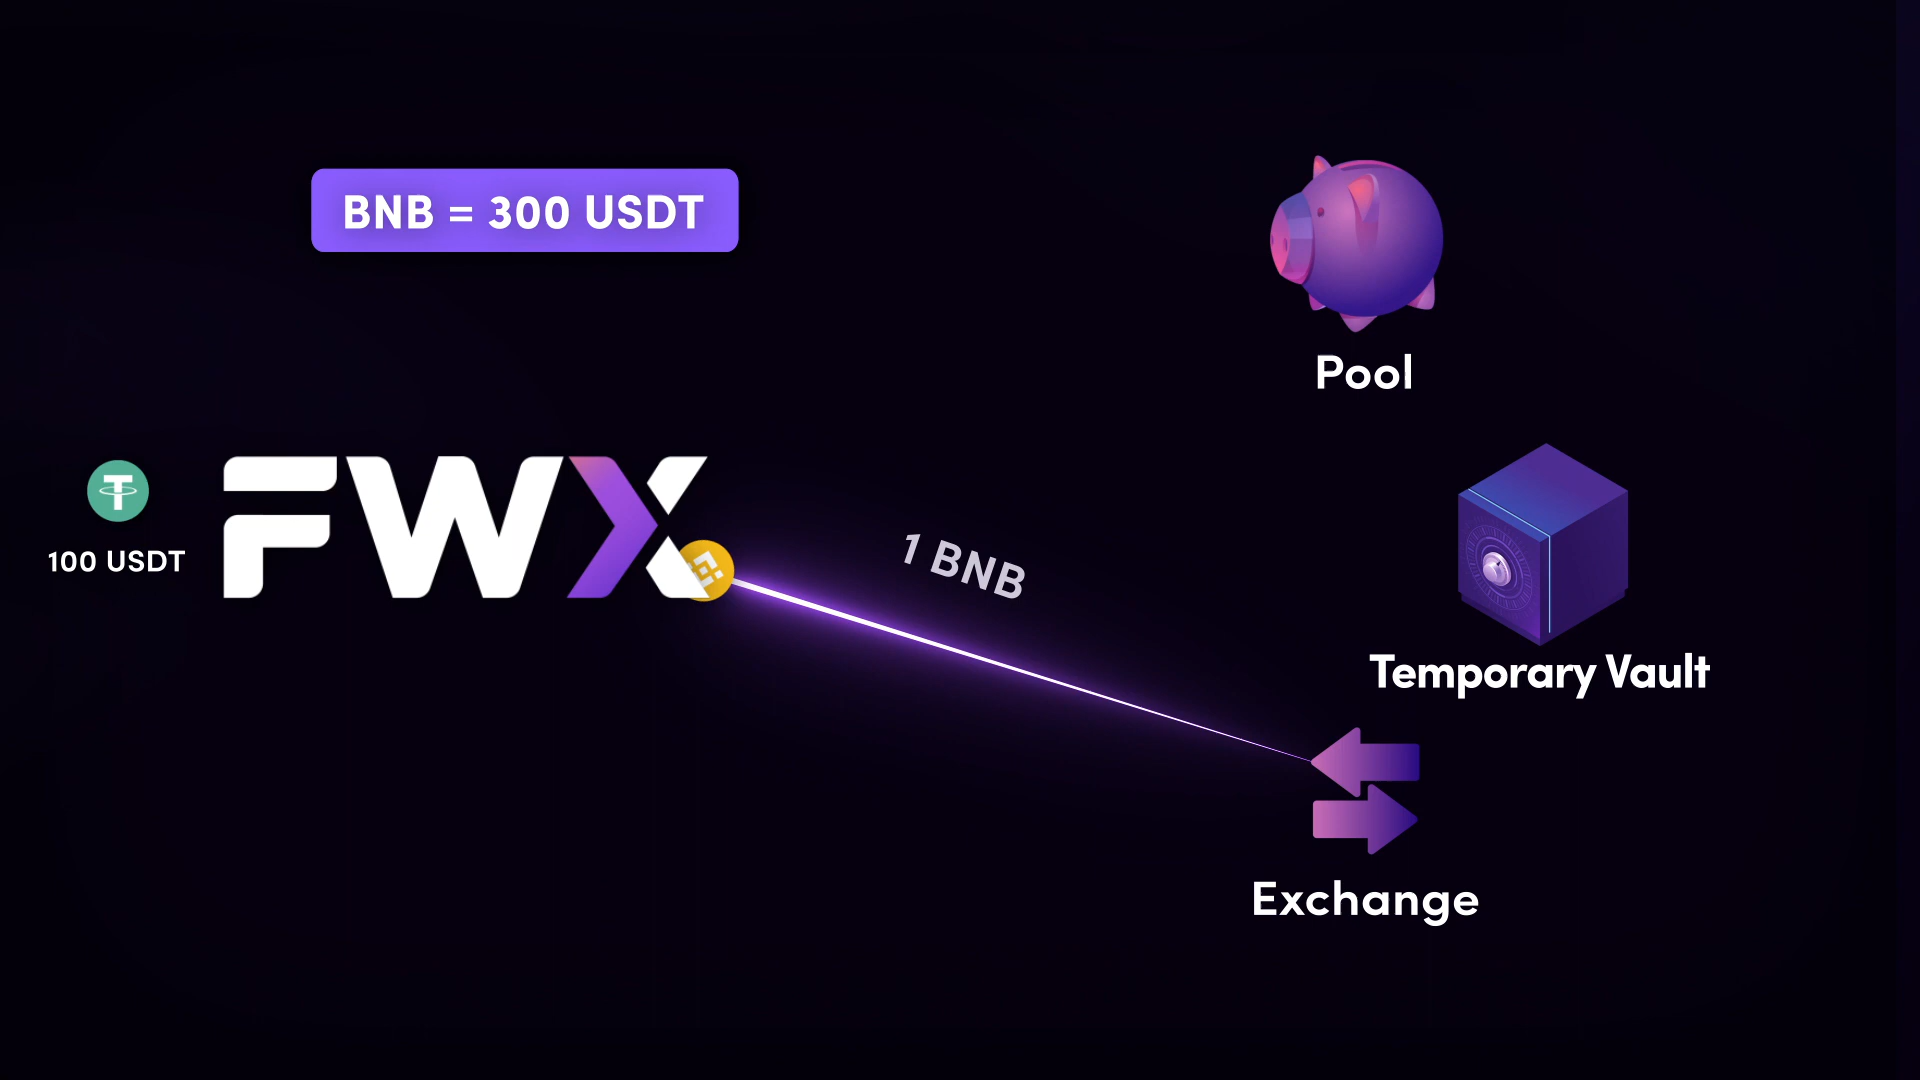 BNB = 300 USDT
Pool
100 USDT
FWX
1 BNB
Temporary Vault
Exchange